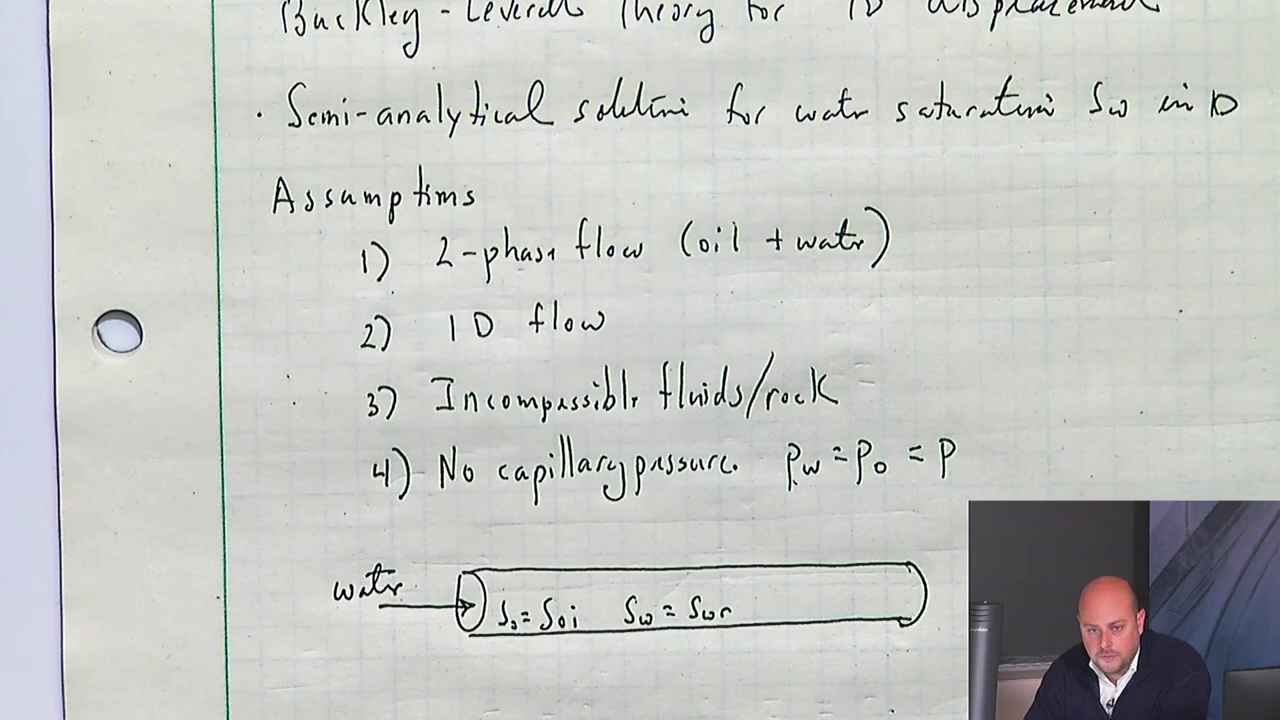 Buckley-Leverett Theory for 1D displacement
• Semi-analytical solution for water saturation Sw in 1D
Assumptions
1) 2-phase flow (oil + water)
2) 1D flow
3) Incompressible fluids/rock
4) No capillary pressure. pw = po = p
water
So = Soi Sw = Swr